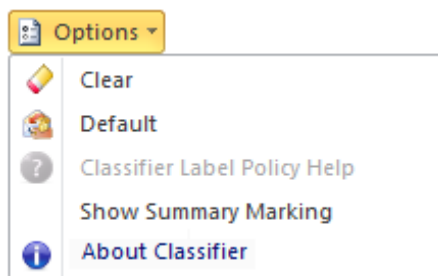 Options
Clear
Default
Classifier Label Policy Help
Show Summary Marking
About Classifier